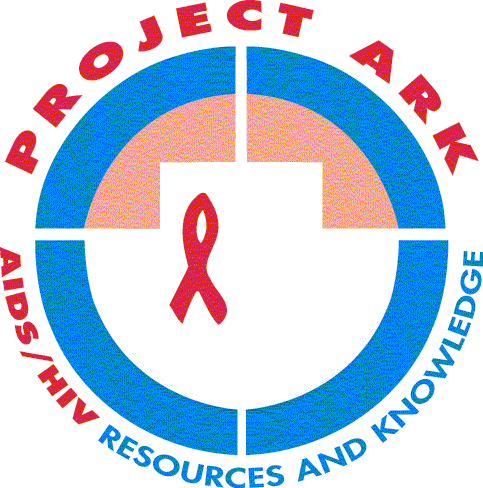 PROJECT ARK
AIDS/HIV RESOURCES AND KNOWLEDGE